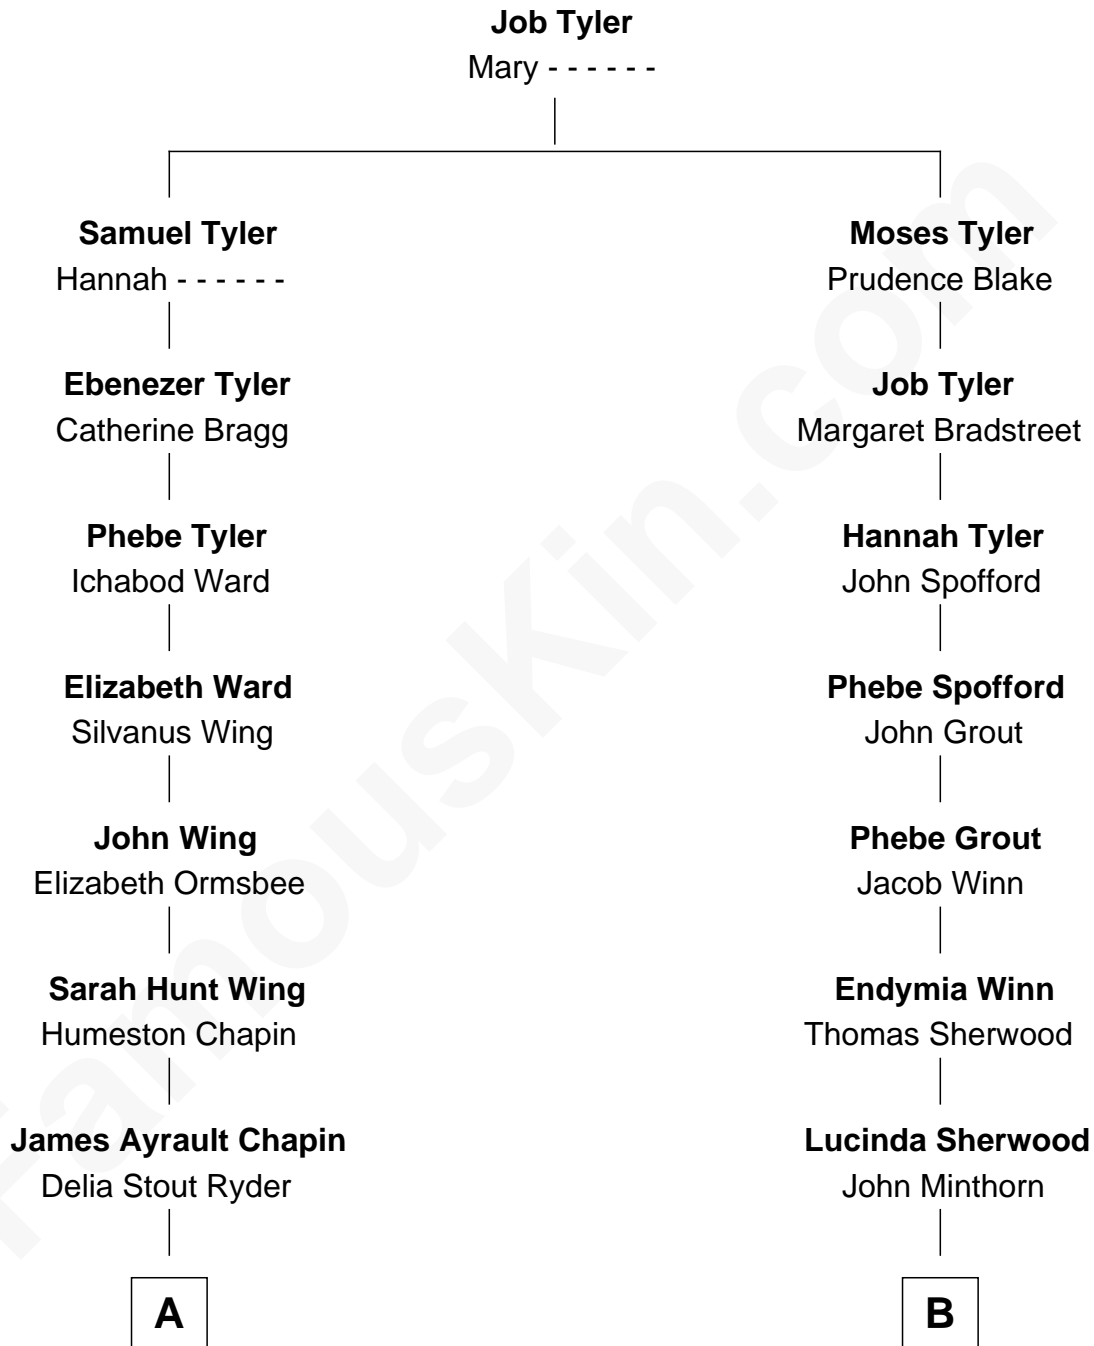 Job Tyler
Mary - - - - - -
Samuel Tyler
Hannah - - - - - -
Moses Tyler
Prudence Blake
Ebenezer Tyler
Catherine Bragg
Job Tyler
Margaret Bradstreet
Phebe Tyler
Ichabod Ward
Hannah Tyler
John Spofford
Elizabeth Ward
Silvanus Wing
Phebe Spofford
John Grout
John Wing
Elizabeth Ormsbee
Phebe Grout
Jacob Winn
Sarah Hunt Wing
Humeston Chapin
Endymia Winn
Thomas Sherwood
James Ayrault Chapin
Delia Stout Ryder
Lucinda Sherwood
John Minthorn
A
B
FamousKin.com